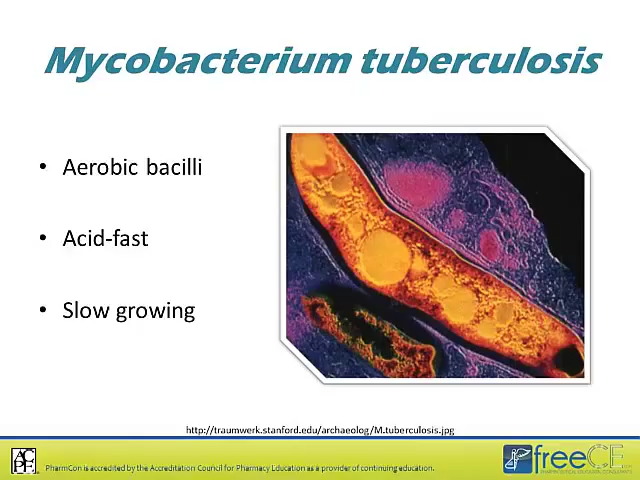 Mycobacterium tuberculosis
• Aerobic bacilli
• Acid-fast
• Slow growing
http://traumwerk.stanford.edu/archaeolog/M.tuberculosis.jpg
PharmCon is accredited by the Accreditation Council for Pharmacy Education as a provider of continuing education.
freeCE